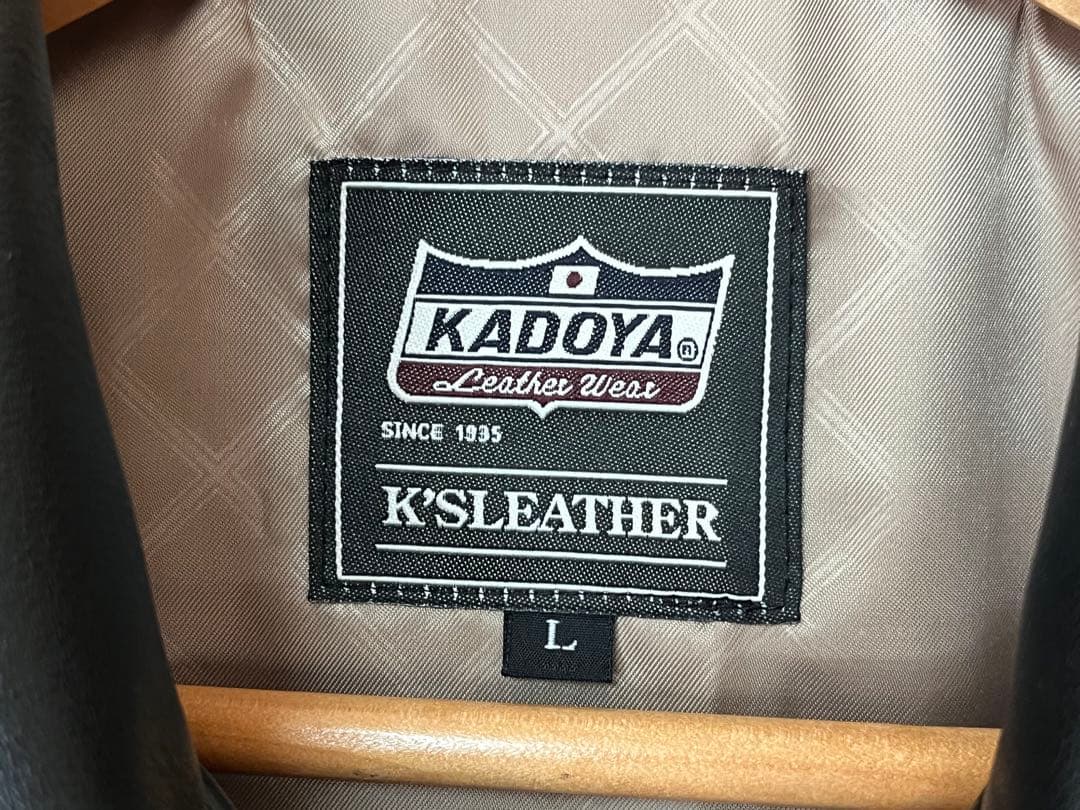 KADOYA®
Leather Wear
SINCE 1935
K'SLEATHER
L